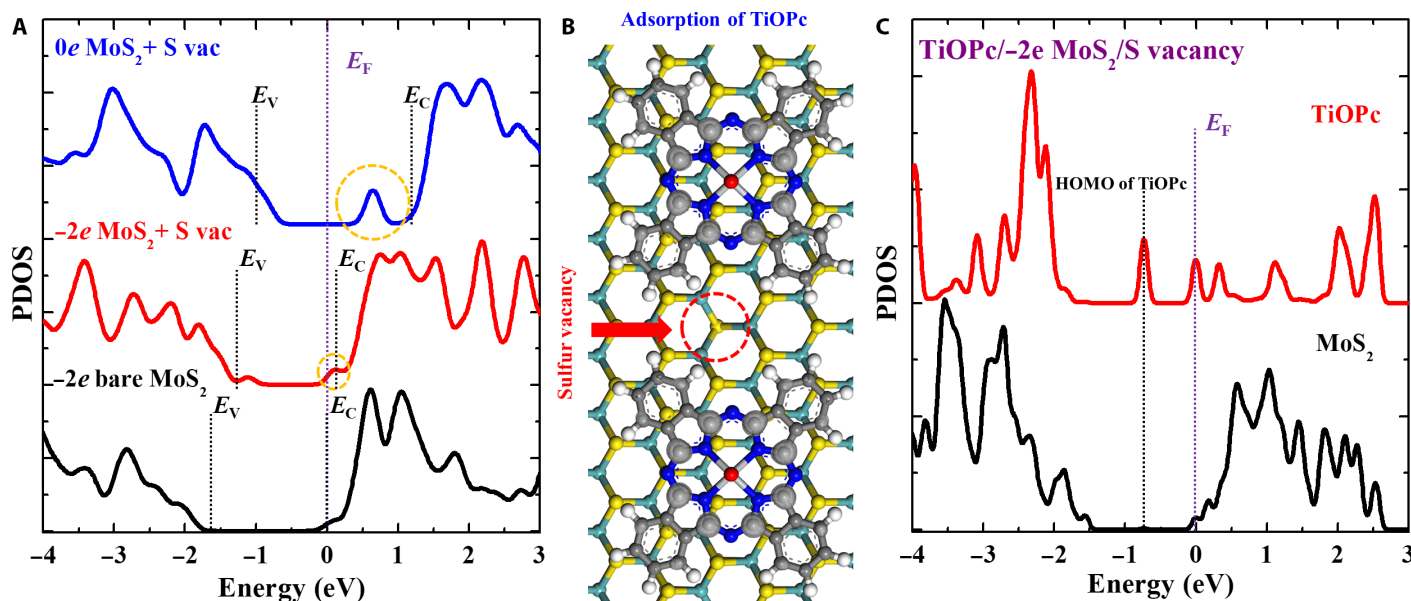 A
0e MoS2 + S vac
EF
EV
EC
−2e MoS2 + S vac
EV
EC
−2e bare MoS2
EV
EC
PDOS
−4 −3 −2 −1 0 1 2 3
Energy (eV)
B
Adsorption of TiOPc
Sulfur vacancy
C
TiOPc/−2e MoS2/S vacancy
TiOPc
EF
HOMO of TiOPc
MoS2
PDOS
−4 −3 −2 −1 0 1 2 3
Energy (eV)